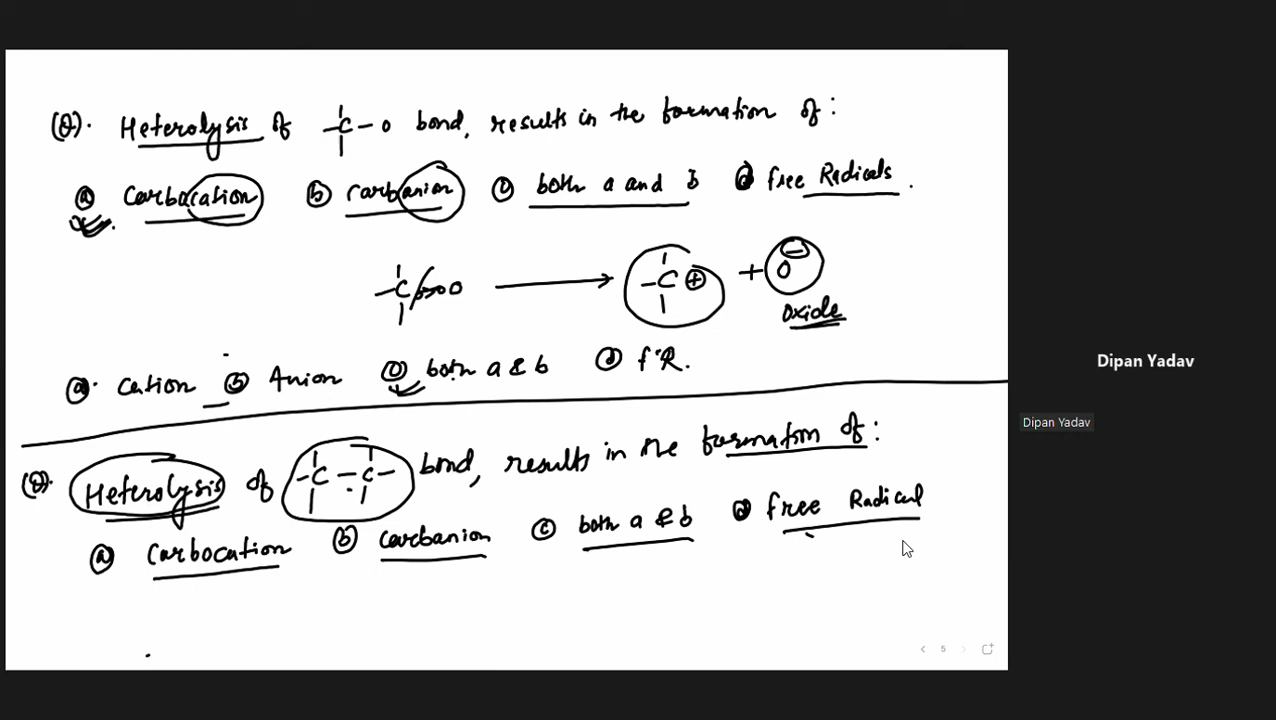 (Q). Heterolysis of -C-O bond, results in the formation of:
(a) Carbocation (b) carbanion (c) both a and b (d) free Radicals.
-C-O → -C⊕ + O⊖
oxide
(a). Cation (b) Anion (c) both a & b (d) f.R.
(Q). Heterolysis of -C-C- bond, results in the formation of:
(a) Carbocation (b) carbanion (c) both a & b (d) free Radical
5
Dipan Yadav
Dipan Yadav